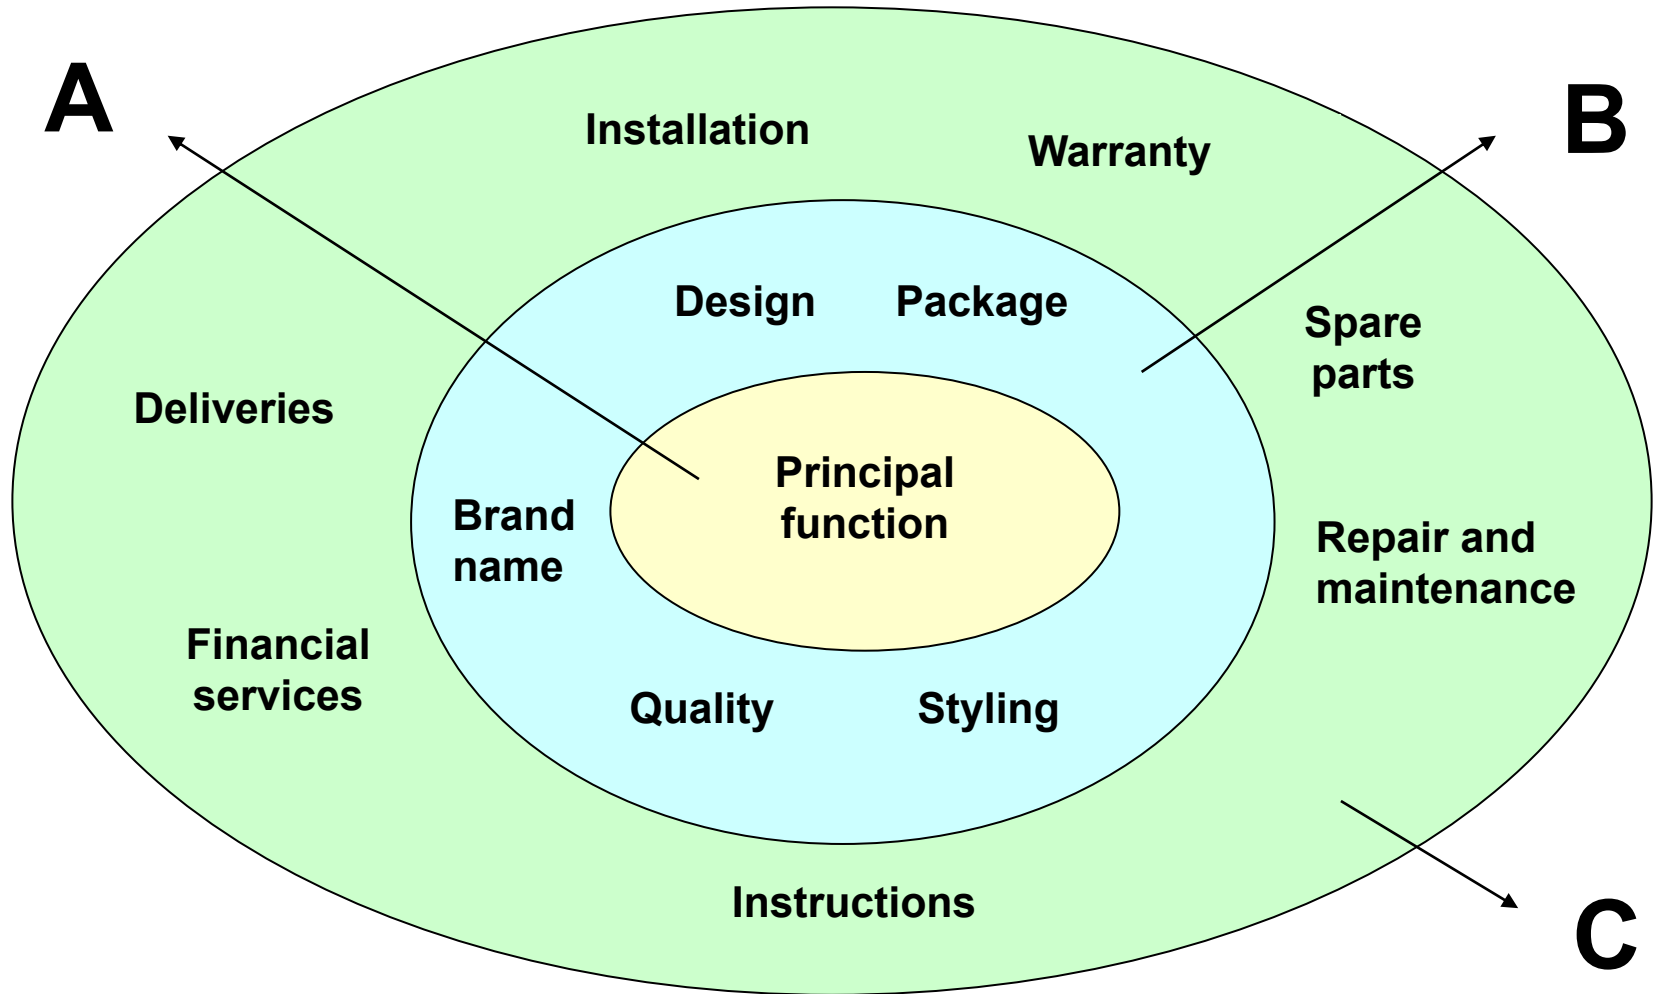 A
B
Installation
Warranty
Design
Package
Spare
parts
Deliveries
Principal
function
Brand
name
Repair and
maintenance
Financial
services
Quality
Styling
Instructions
C